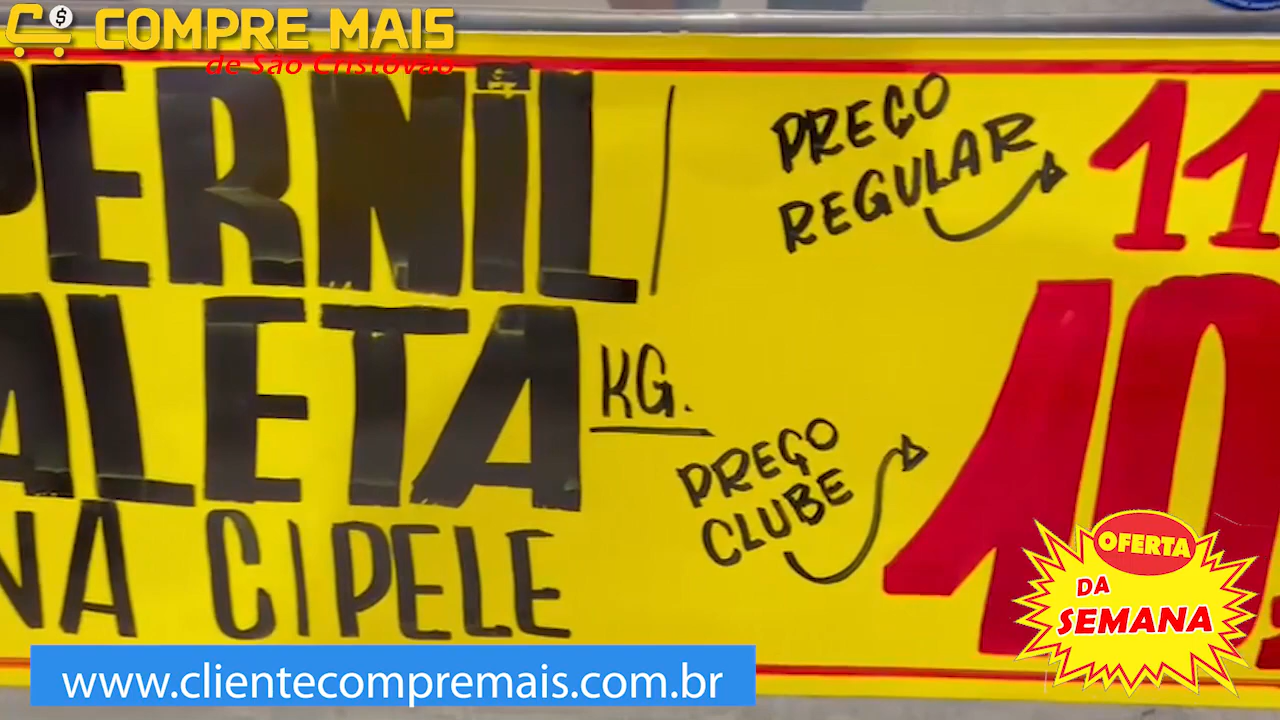 COMPRE MAIS
de São Cristovão
PERNIL/
ALETA KG.
NA C/PELE
PREÇO
REGULAR
11
PREÇO
CLUBE
10,
OFERTA
DA
SEMANA
www.clientecompremais.com.br